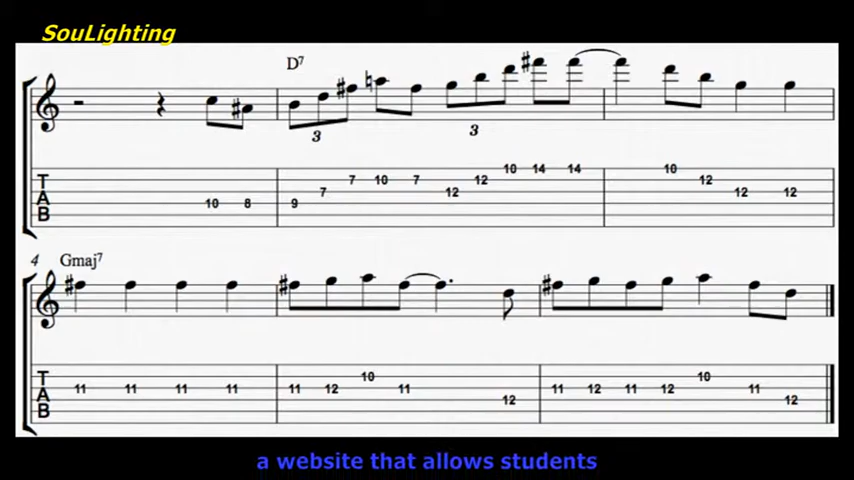 SouLighting
D7
3 3
10 14 14 10
7 10 7 12 12
7 12 12 12
10 8 9
4 Gmaj7
10 10
11 11 11 11 11 12 11 11 12 11 12 11
12 12
a website that allows students